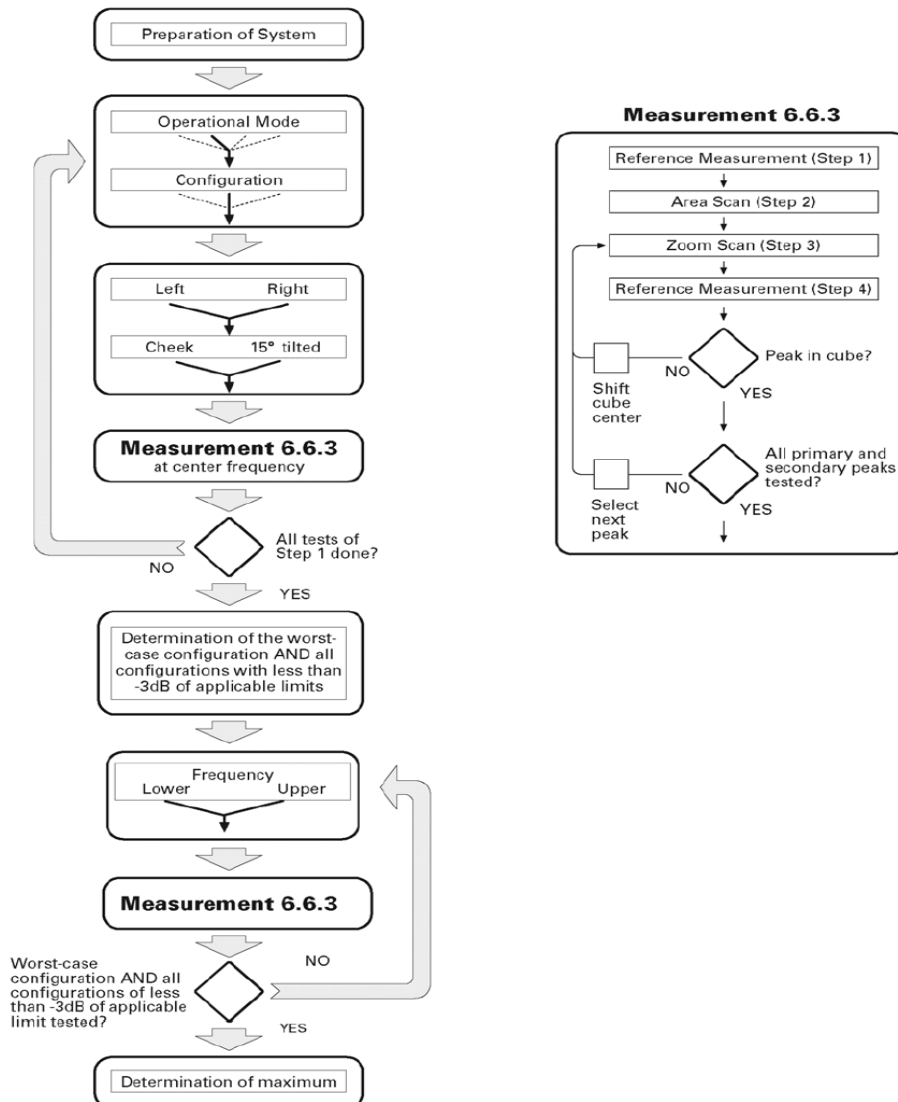 Preparation of System
Operational Mode
Configuration
Left Right
Cheek 15° tilted
Measurement 6.6.3
at center frequency
All tests of
Step 1 done?
NO
YES
Determination of the worst-
case configuration AND all
configurations with less than
-3dB of applicable limits
Frequency
Lower Upper
Measurement 6.6.3
Worst-case
configuration AND all
configurations of less
than -3dB of applicable
limit tested?
NO
YES
Determination of maximum
Measurement 6.6.3
Reference Measurement (Step 1)
Area Scan (Step 2)
Zoom Scan (Step 3)
Reference Measurement (Step 4)
Peak in cube?
NO
YES
Shift
cube
center
All primary and
secondary peaks
tested?
NO
YES
Select
next
peak